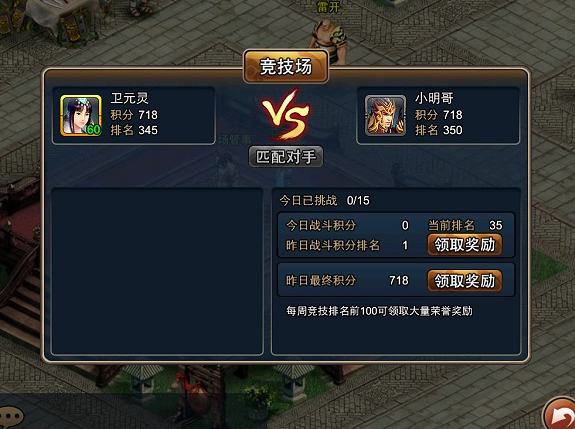 雷开
竞技场
卫元灵
积分 718
排名 345
60
VS
小明哥
积分 718
排名 350
匹配对手
今日已挑战 0/15
今日战斗积分 0 当前排名 35
昨日战斗积分排名 1 领取奖励
昨日最终积分 718 领取奖励
每周竞技排名前100可领取大量荣誉奖励